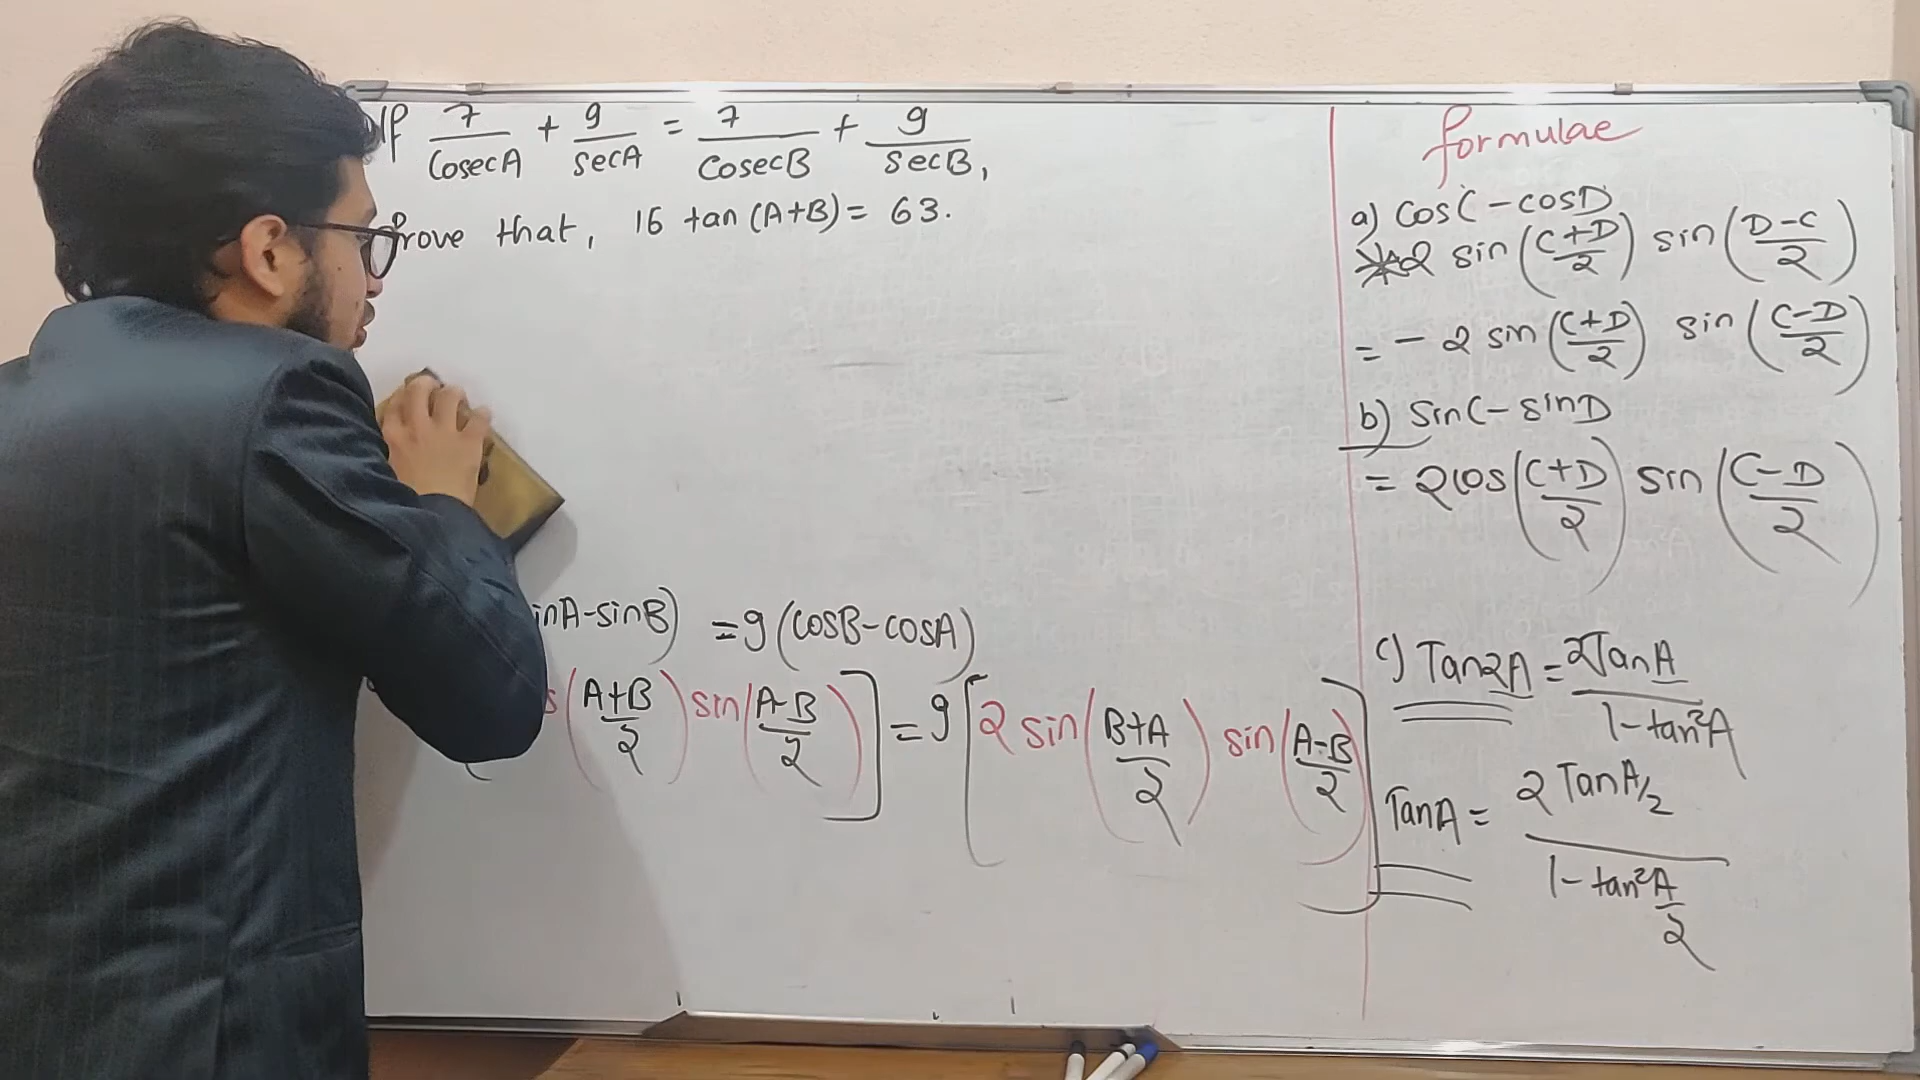 If 7/CosecA + 9/secA = 7/cosecB + 9/secB,
Prove that, 16 tan (A+B) = 63.
inA-sinB) = 9 (cosB-cosA)
s(A+B/2) sin(A-B/2)] = 9[2 sin(B+A/2) sin(A-B/2)]
formulae
a) CosC - cosD
2 sin (C+D/2) sin (D-C/2)
= - 2 sin (C+D/2) sin (C-D/2)
b) SinC - sinD
= 2cos(C+D/2) sin(C-D/2)
c) Tan2A = 2TanA/1-tan²A
TanA = 2 TanA/2/1-tan²A/2